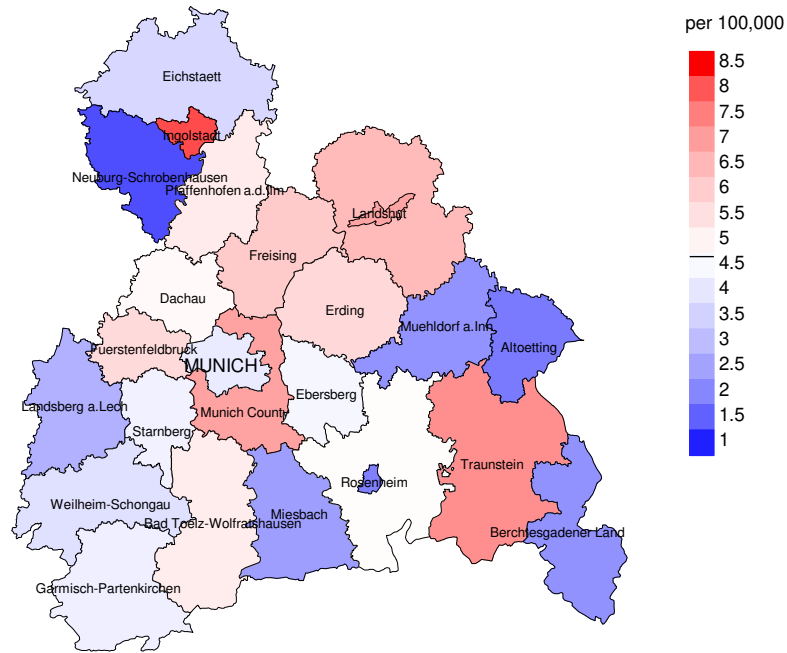 per 100,000
8.5
8
7.5
7
6.5
6
5.5
5
4.5
4
3.5
3
2.5
2
1.5
1
Eichstaett
Ingolstadt
Neuburg-Schrobenhausen
Pfaffenhofen a.d.Ilm
Landshut
Freising
Dachau
Erding
Muehldorf a.Inn
Altoetting
Fuerstenfeldbruck
MUNICH
Ebersberg
Landsberg a.Lech
Munich County
Starnberg
Traunstein
Rosenheim
Weilheim-Schongau
Miesbach
Bad Toelz-Wolfratshausen
Berchtesgadener Land
Garmisch-Partenkirchen